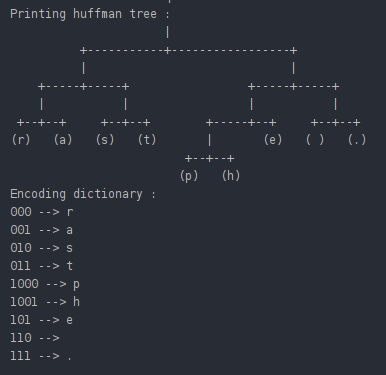 Printing huffman tree :
|
+-----------+-----------------+
|                             |
+-----+-----+                 +-----+-----+
|           |                 |           |
+--+--+   +--+--+   +-----+--+   +--+--+
(r)   (a)   (s)   (t)   |   (e)   ( )   (.)
+--+--+
(p)   (h)
Encoding dictionary :
000 --> r
001 --> a
010 --> s
011 --> t
1000 --> p
1001 --> h
101 --> e
110 -->
111 --> .